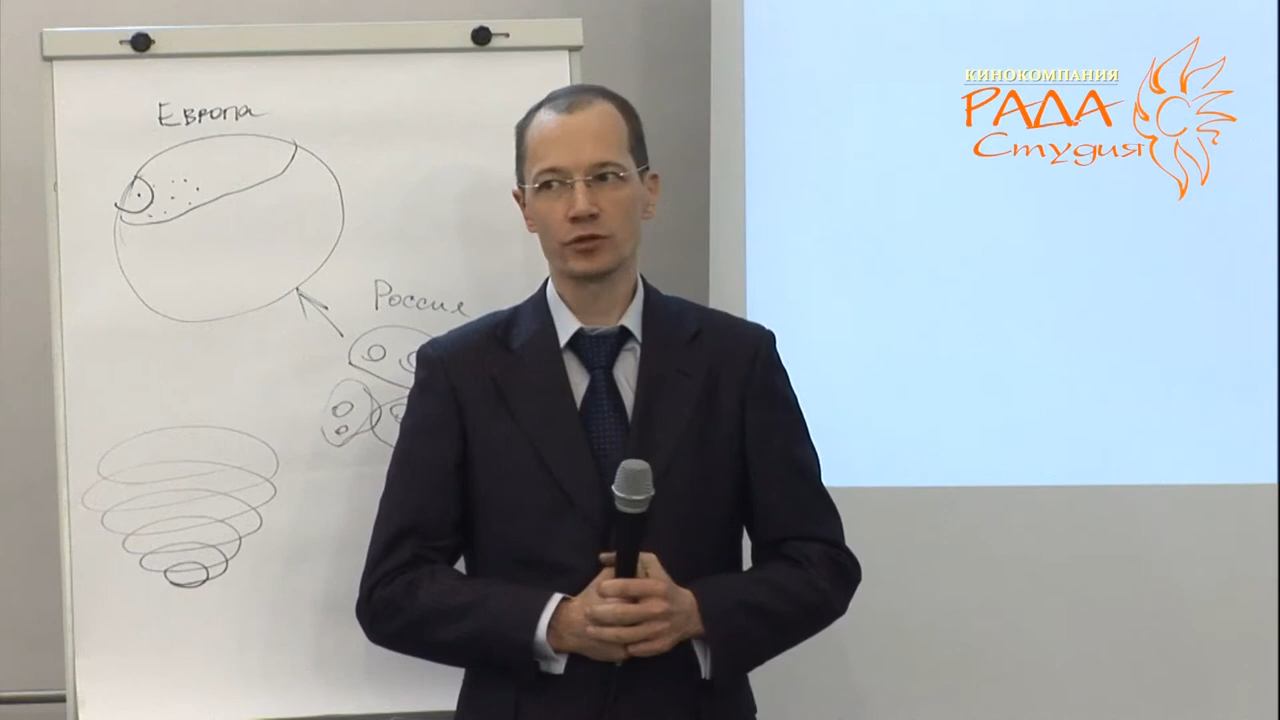 Европа
Россия
КИНОКОМПАНИЯ
РАДА
Студия